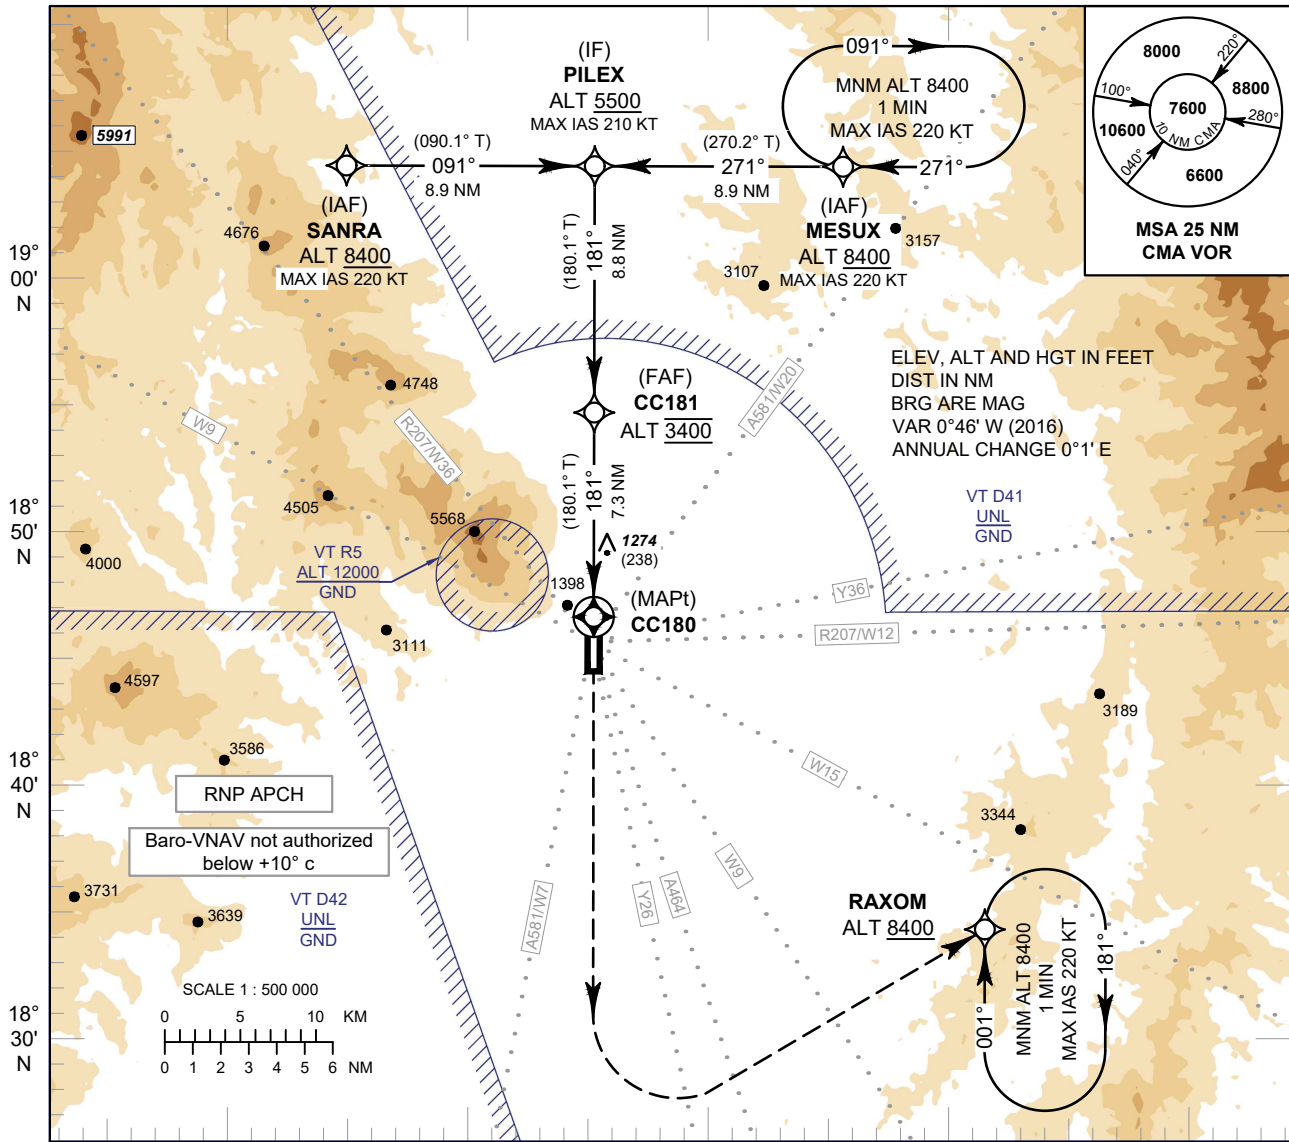 (IF)
PILEX
ALT 5500
MAX IAS 210 KT
091°
MNM ALT 8400
1 MIN
MAX IAS 220 KT
271°
8000
220°
8800
100°
7600
10 NM CMA
280°
10600
040°
6600
MSA 25 NM
CMA VOR
5991
(090.1° T)
091°
8.9 NM
(270.2° T)
271°
8.9 NM
(IAF)
SANRA
ALT 8400
MAX IAS 220 KT
(IAF)
MESUX
ALT 8400
MAX IAS 220 KT
4676
3157
3107
(180.1° T)
181°
8.8 NM
19°
00'
N
ELEV, ALT AND HGT IN FEET
DIST IN NM
BRG ARE MAG
VAR 0°46' W (2016)
ANNUAL CHANGE 0°1' E
A581/W20
4748
(FAF)
CC181
ALT 3400
W9
R207/W36
(180.1° T)
181°
7.3 NM
4505
5568
18°
50'
N
VT D41
UNL
GND
1274
(238)
4000
VT R5
ALT 12000
GND
1398
Y36
(MAPt)
CC180
R207/W12
3111
4597
3189
3586
18°
40'
N
W15
RNP APCH
3344
Baro-VNAV not authorized
below +10° c
W9
A464
Y26
A581/W7
3731
3639
VT D42
UNL
GND
RAXOM
ALT 8400
MNM ALT 8400
1 MIN
MAX IAS 220 KT
181°
001°
SCALE 1 : 500 000
0 5 10 KM
0 1 2 3 4 5 6 NM
18°
30'
N